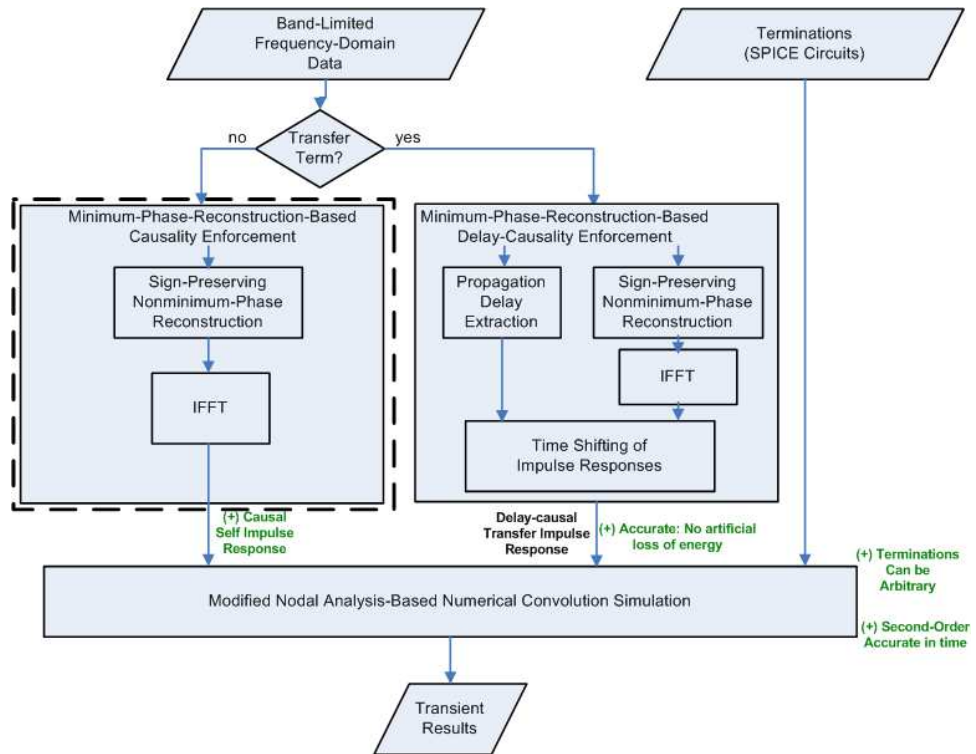 Band-Limited
Frequency-Domain
Data
Terminations
(SPICE Circuits)
no
Transfer
Term?
yes
Minimum-Phase-Reconstruction-Based
Causality Enforcement
Sign-Preserving
Nonminimum-Phase
Reconstruction
IFFT
Minimum-Phase-Reconstruction-Based
Delay-Causality Enforcement
Propagation
Delay
Extraction
Sign-Preserving
Nonminimum-Phase
Reconstruction
IFFT
Time Shifting of
Impulse Responses
(+) Causal
Self Impulse
Response
Delay-causal
Transfer Impulse
Response
(+) Accurate: No artificial
loss of energy
(+) Terminations
Can be
Arbitrary
Modified Nodal Analysis-Based Numerical Convolution Simulation
(+) Second-Order
Accurate in time
Transient
Results